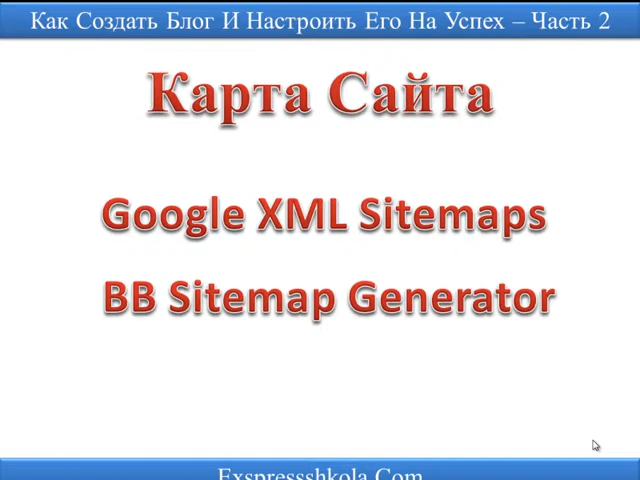 Как Создать Блог И Настроить Его На Успех – Часть 2
Карта Сайта
Google XML Sitemaps
BB Sitemap Generator
Exspressshkola.Com